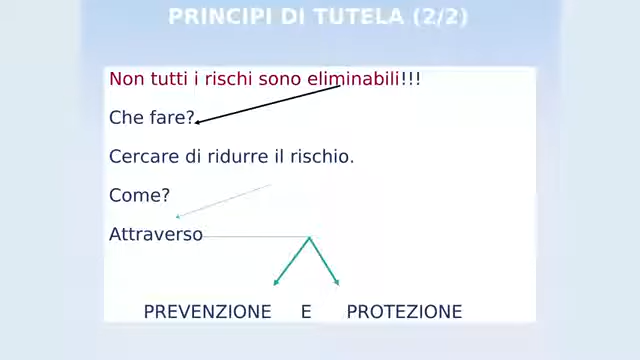 PRINCIPI DI TUTELA (2/2)
Non tutti i rischi sono eliminabili!!!
Che fare?
Cercare di ridurre il rischio.
Come?
Attraverso
PREVENZIONE E PROTEZIONE